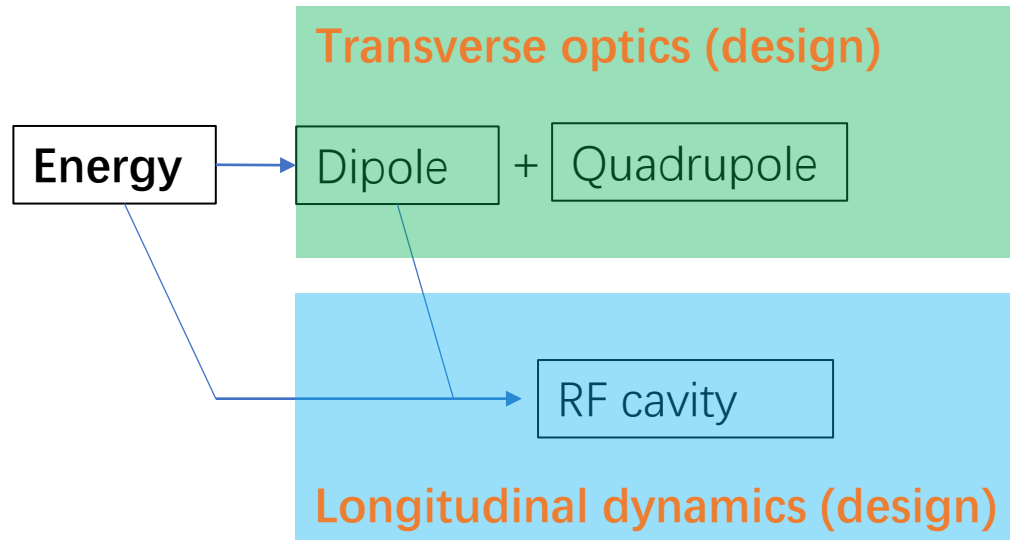 Transverse optics (design)
Energy
Dipole
+
Quadrupole
RF cavity
Longitudinal dynamics (design)